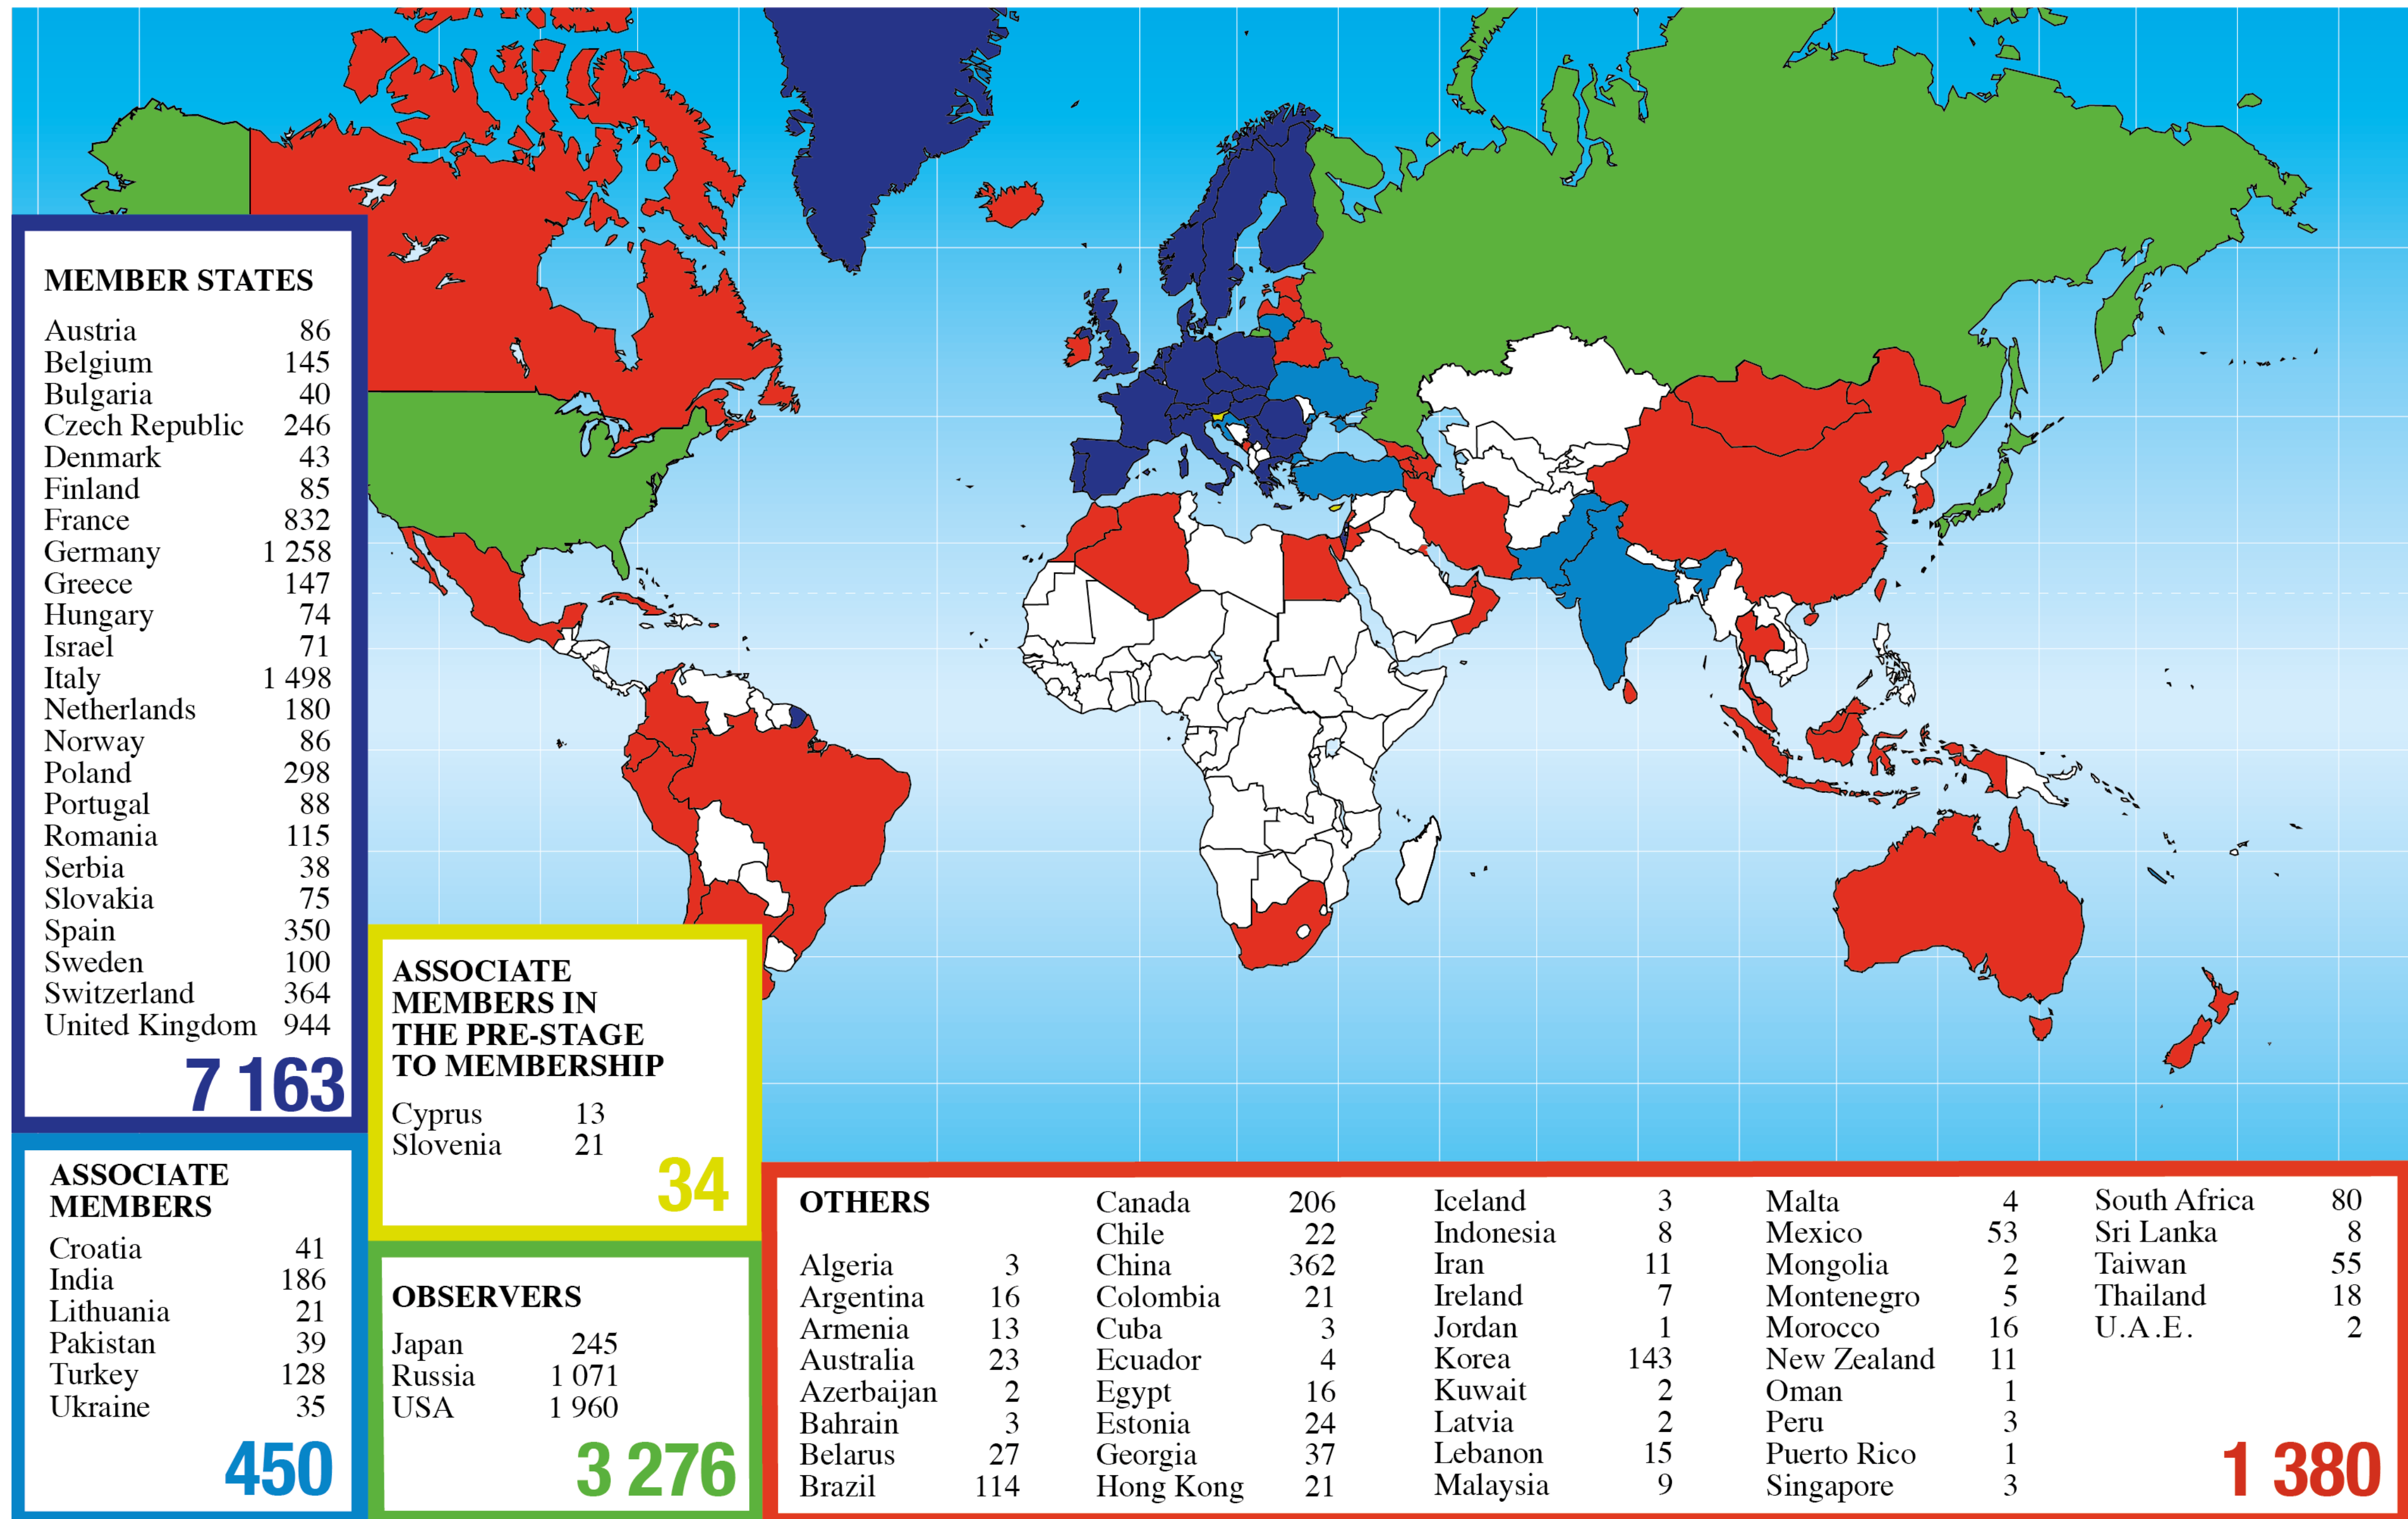 MEMBER STATES
Austria 86
Belgium 145
Bulgaria 40
Czech Republic 246
Denmark 43
Finland 85
France 832
Germany 1 258
Greece 147
Hungary 74
Israel 71
Italy 1 498
Netherlands 180
Norway 86
Poland 298
Portugal 88
Romania 115
Serbia 38
Slovakia 75
Spain 350
Sweden 100
Switzerland 364
United Kingdom 944
7 163
ASSOCIATE
MEMBERS
Croatia 41
India 186
Lithuania 21
Pakistan 39
Turkey 128
Ukraine 35
450
ASSOCIATE
MEMBERS IN
THE PRE-STAGE
TO MEMBERSHIP
Cyprus 13
Slovenia 21
34
OBSERVERS
Japan 245
Russia 1 071
USA 1 960
3 276
OTHERS
Algeria 3
Argentina 16
Armenia 13
Australia 23
Azerbaijan 2
Bahrain 3
Belarus 27
Brazil 114
Canada 206
Chile 22
China 362
Colombia 21
Cuba 3
Ecuador 4
Egypt 16
Estonia 24
Georgia 37
Hong Kong 21
Iceland 3
Indonesia 8
Iran 11
Ireland 7
Jordan 1
Korea 143
Kuwait 2
Latvia 2
Lebanon 15
Malaysia 9
Malta 4
Mexico 53
Mongolia 2
Montenegro 5
Morocco 16
New Zealand 11
Oman 1
Peru 3
Puerto Rico 1
Singapore 3
South Africa 80
Sri Lanka 8
Taiwan 55
Thailand 18
U.A.E. 2
1 380